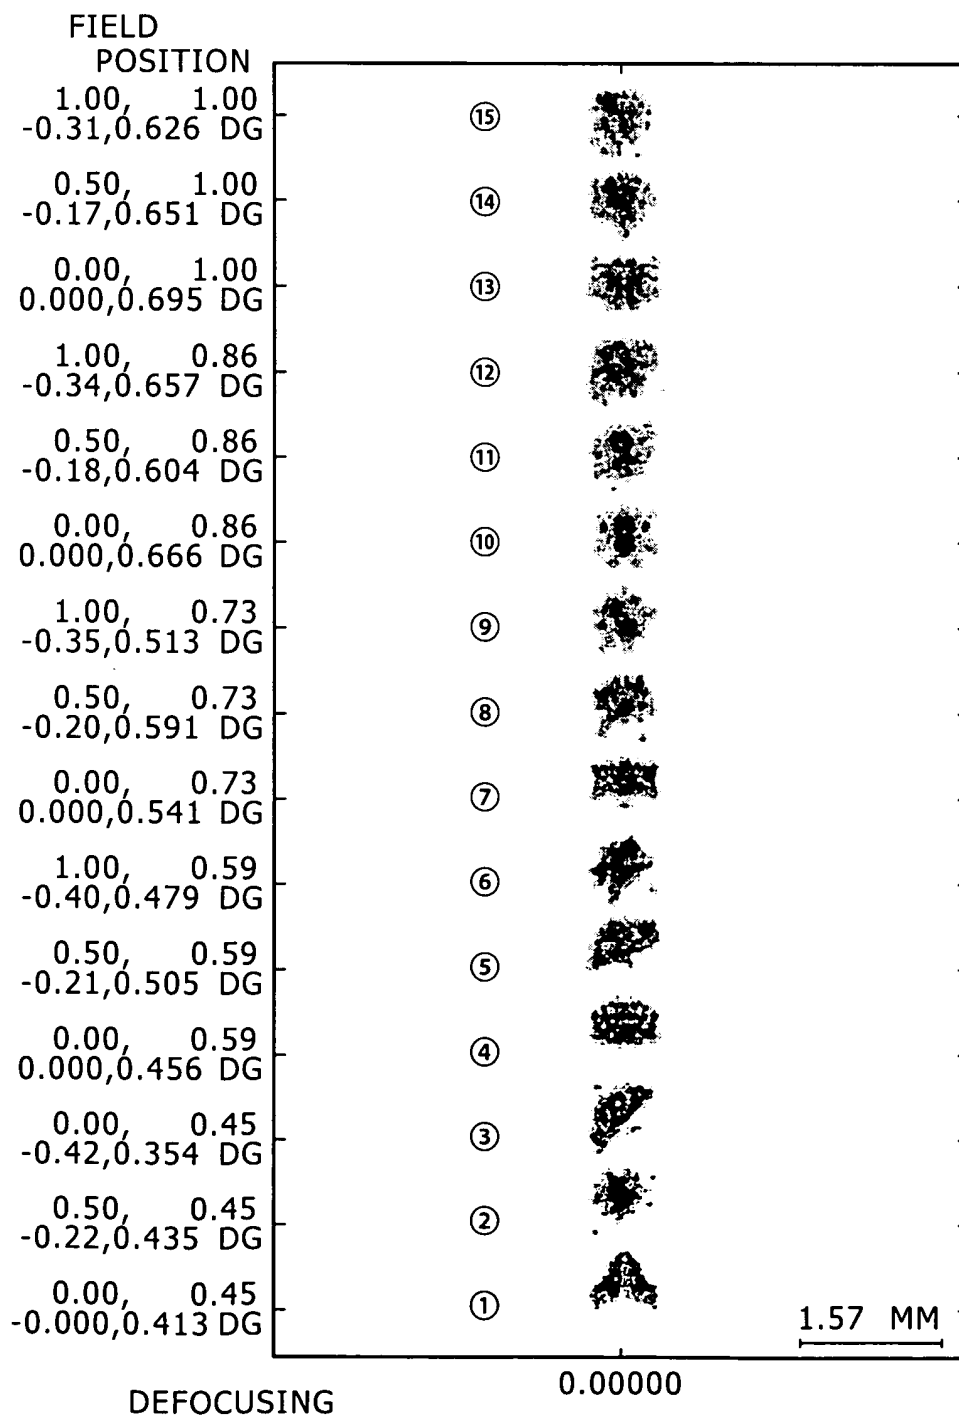 FIELD
POSITION
1.00, 1.00
-0.31,0.626 DG
⑮
0.50, 1.00
-0.17,0.651 DG
⑭
0.00, 1.00
0.000,0.695 DG
⑬
1.00, 0.86
-0.34,0.657 DG
⑫
0.50, 0.86
-0.18,0.604 DG
⑪
0.00, 0.86
0.000,0.666 DG
⑩
1.00, 0.73
-0.35,0.513 DG
⑨
0.50, 0.73
-0.20,0.591 DG
⑧
0.00, 0.73
0.000,0.541 DG
⑦
1.00, 0.59
-0.40,0.479 DG
⑥
0.50, 0.59
-0.21,0.505 DG
⑤
0.00, 0.59
0.000,0.456 DG
④
0.00, 0.45
-0.42,0.354 DG
③
0.50, 0.45
-0.22,0.435 DG
②
0.00, 0.45
-0.000,0.413 DG
①
1.57 MM
0.00000
DEFOCUSING